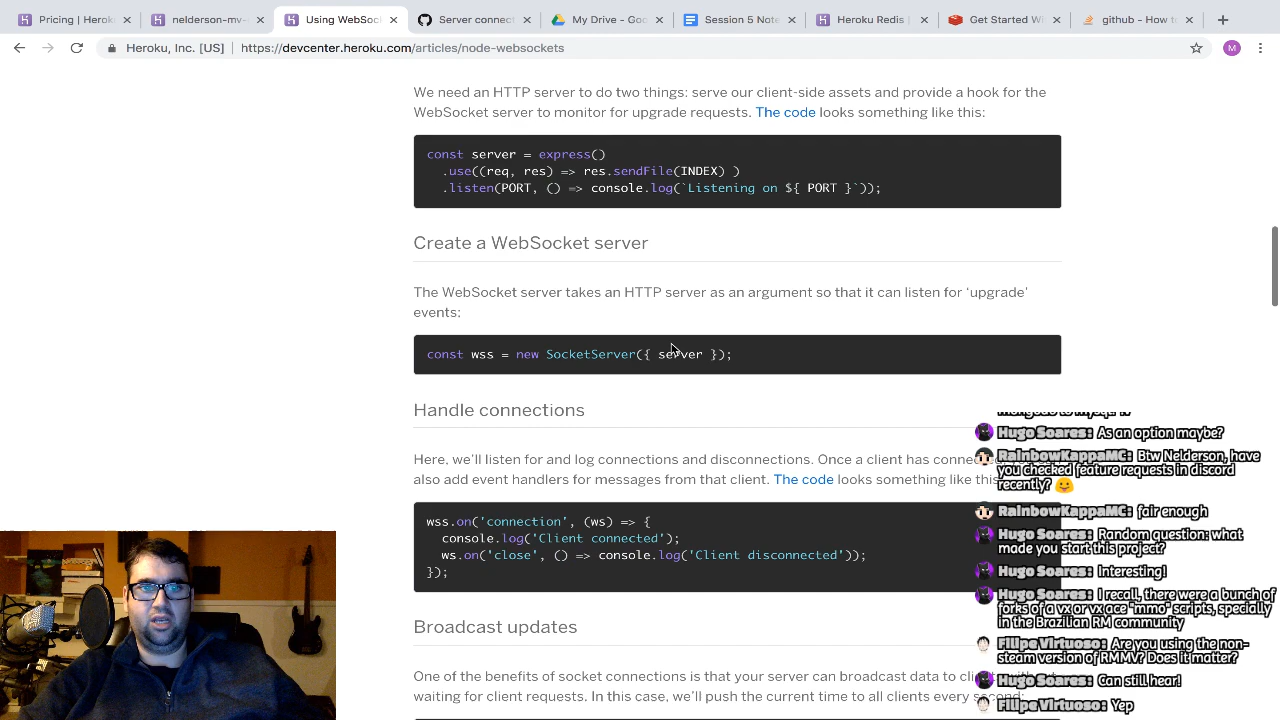 Pricing | Herok
nelderson-mv-
Using WebSoc
Server connect
My Drive - Goo
Session 5 Note
Heroku Redis |
Get Started Wi
github - How to
Heroku, Inc. [US]
https://devcenter.heroku.com/articles/node-websockets
M
We need an HTTP server to do two things: serve our client-side assets and provide a hook for the
WebSocket server to monitor for upgrade requests. The code looks something like this:
const server = express()
.use((req, res) => res.sendFile(INDEX) )
.listen(PORT, () => console.log(`Listening on ${ PORT }`));
Create a WebSocket server
The WebSocket server takes an HTTP server as an argument so that it can listen for ‘upgrade’
events:
const wss = new SocketServer({ server });
Handle connections
Here, we’ll listen for and log connections and disconnections. Once a client has connec
also add event handlers for messages from that client. The code looks something like this
wss.on('connection', (ws) => {
console.log('Client connected');
ws.on('close', () => console.log('Client disconnected'));
});
Broadcast updates
One of the benefits of socket connections is that your server can broadcast data to cli
waiting for client requests. In this case, we’ll push the current time to all clients every second:
Hugo Soares: As an option maybe?
RainbowKappaMC: Btw Nelderson, have
you checked feature requests in discord
recently? 🙂
RainbowKappaMC: fair enough
Hugo Soares: Random question: what
made you start this project?
Hugo Soares: Interesting!
Hugo Soares: I recall, there were a bunch of
forks of a vx or vx ace "mmo" scripts, specially
in the Brazilian RM community
Filipe Virtuoso: Are you using the non-
steam version of RMMV? Does it matter?
Hugo Soares: Can still hear!
Filipe Virtuoso: Yep